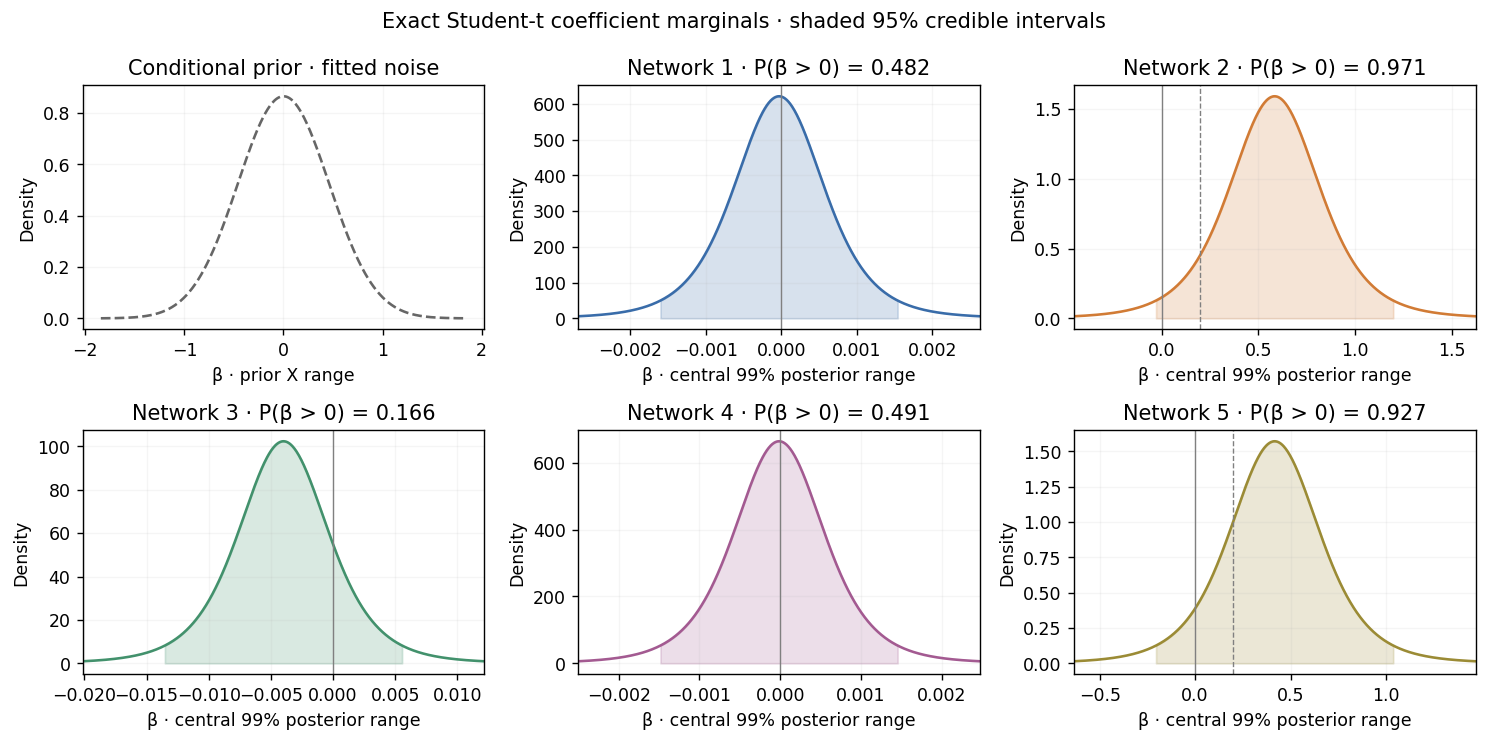 Exact Student-t coefficient marginals · shaded 95% credible intervals
Conditional prior · fitted noise
Density
0.8
0.6
0.4
0.2
0.0
−2 −1 0 1 2
β · prior X range
Network 1 · P(β > 0) = 0.482
Density
600
500
400
300
200
100
0
−0.002 −0.001 0.000 0.001 0.002
β · central 99% posterior range
Network 2 · P(β > 0) = 0.971
Density
1.5
1.0
0.5
0.0
0.0 0.5 1.0 1.5
β · central 99% posterior range
Network 3 · P(β > 0) = 0.166
Density
100
80
60
40
20
0
−0.020 −0.015 −0.010 −0.005 0.000 0.005 0.010
β · central 99% posterior range
Network 4 · P(β > 0) = 0.491
Density
600
400
200
0
−0.002 −0.001 0.000 0.001 0.002
β · central 99% posterior range
Network 5 · P(β > 0) = 0.927
Density
1.50
1.25
1.00
0.75
0.50
0.25
0.00
−0.5 0.0 0.5 1.0
β · central 99% posterior range